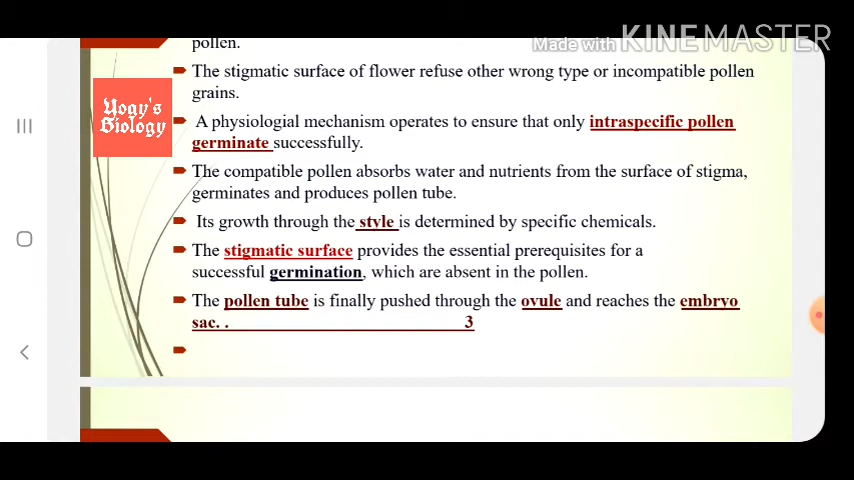 pollen.
Made with KINEMASTER
The stigmatic surface of flower refuse other wrong type or incompatible pollen
grains.
Yogy's
Biology
A physiologial mechanism operates to ensure that only intraspecific pollen
germinate successfully.
The compatible pollen absorbs water and nutrients from the surface of stigma,
germinates and produces pollen tube.
Its growth through the style is determined by specific chemicals.
The stigmatic surface provides the essential prerequisites for a
successful germination, which are absent in the pollen.
The pollen tube is finally pushed through the ovule and reaches the embryo
sac. . 3